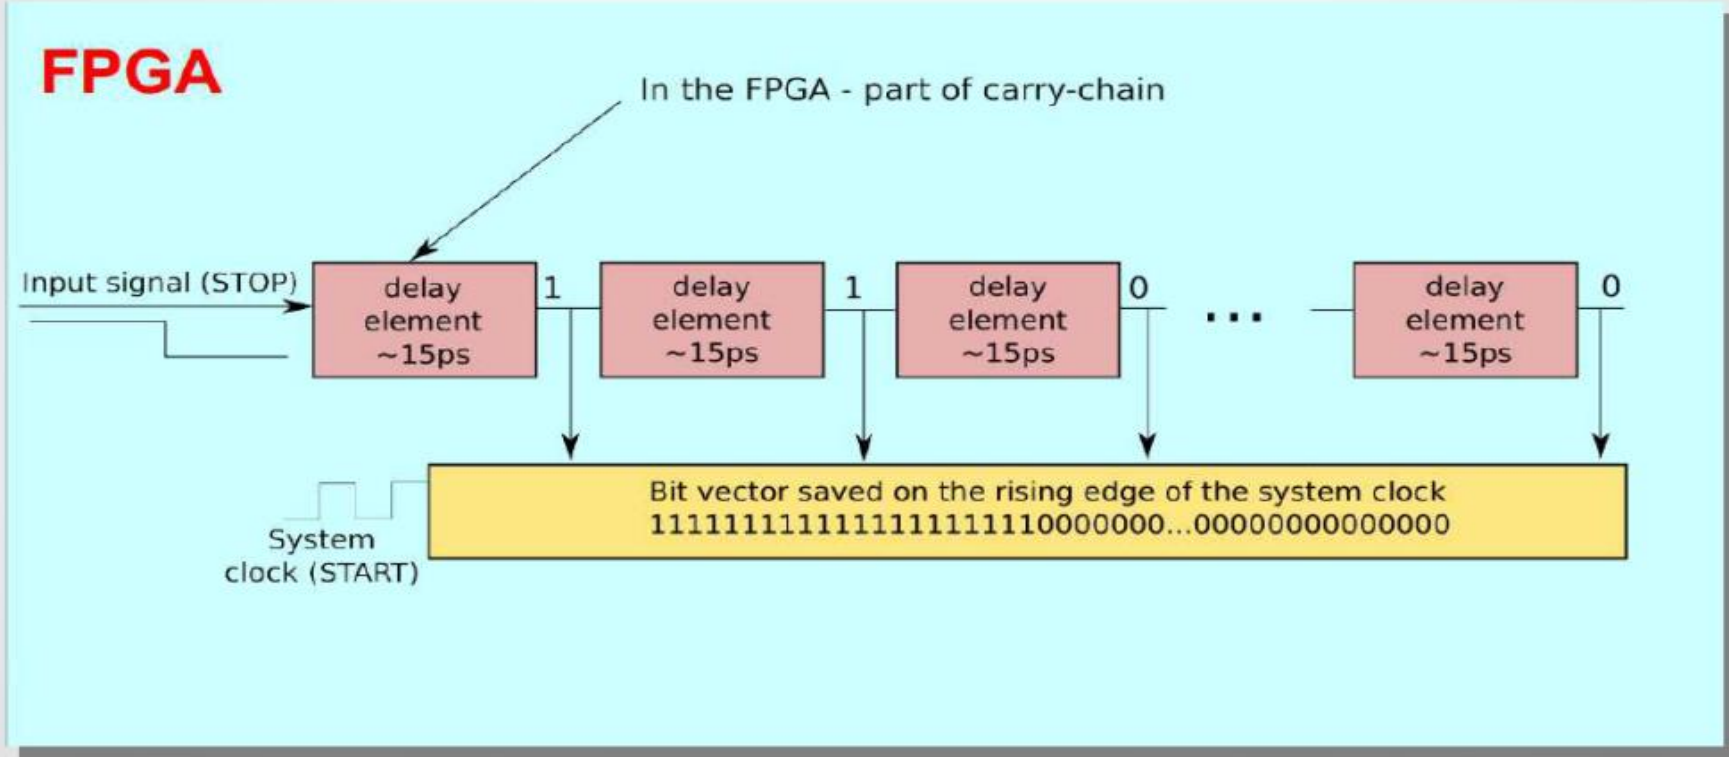 FPGA
In the FPGA - part of carry-chain
Input signal (STOP)
delay
element
~15ps
1
delay
element
~15ps
1
delay
element
~15ps
0
...
delay
element
~15ps
0
System
clock (START)
Bit vector saved on the rising edge of the system clock
1111111111111111111110000000...00000000000000